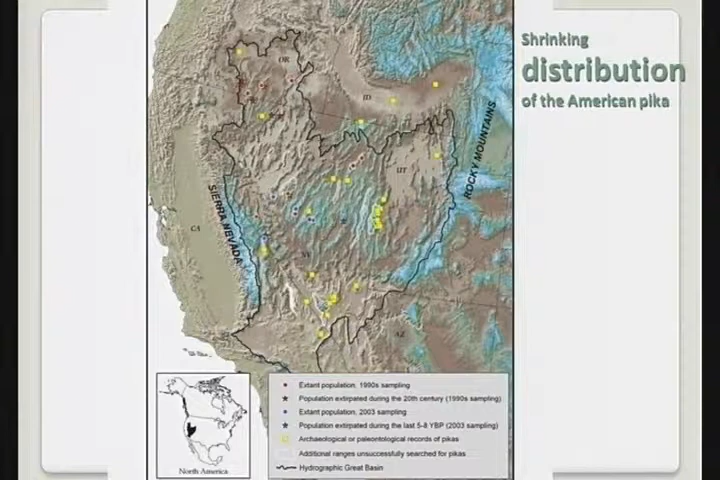 Shrinking
distribution
of the American pika
OR
ID
ROCKY MOUNTAINS
UT
SIERRA NEVADA
CA
NV
AZ
Extant population, 1990s sampling
Population extirpated during the 20th century (1990s sampling)
Extant population, 2003 sampling
Population extirpated during the last 5-8 YBP (2003 sampling)
Archaeological or paleontological records of pikas
Additional ranges unsuccessfully searched for pikas
Hydrographic Great Basin
North America